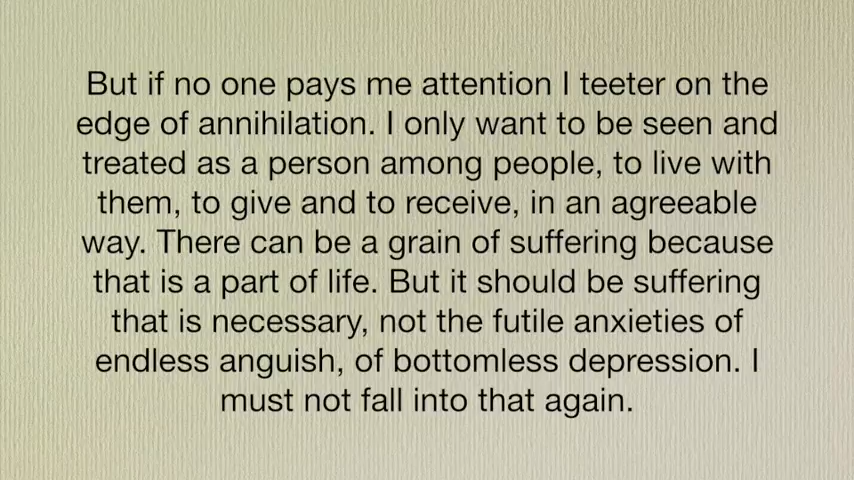 But if no one pays me attention I teeter on the
edge of annihilation. I only want to be seen and
treated as a person among people, to live with
them, to give and to receive, in an agreeable
way. There can be a grain of suffering because
that is a part of life. But it should be suffering
that is necessary, not the futile anxieties of
endless anguish, of bottomless depression. I
must not fall into that again.